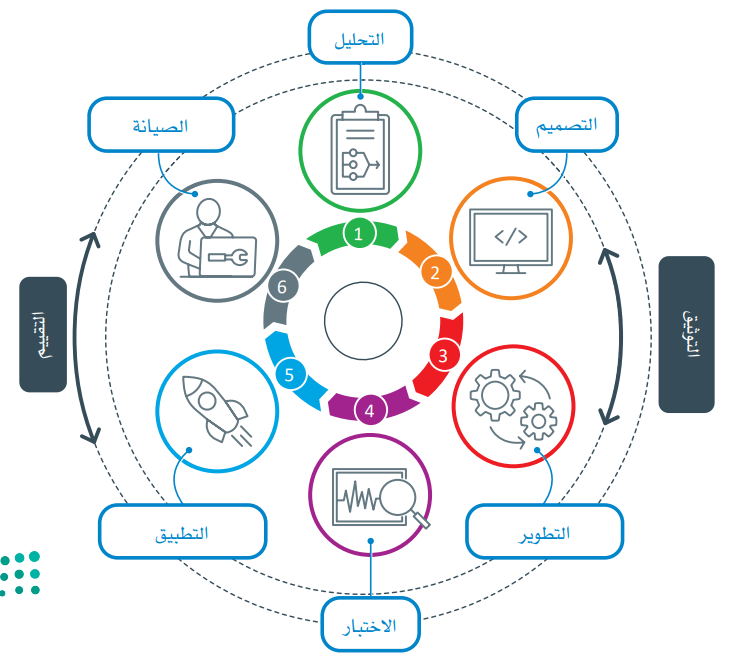 التحليل
التصميم
الصيانة
</>
1
2
6
3
5
4
التوثيق
التقييم
التطوير
التطبيق
الاختبار